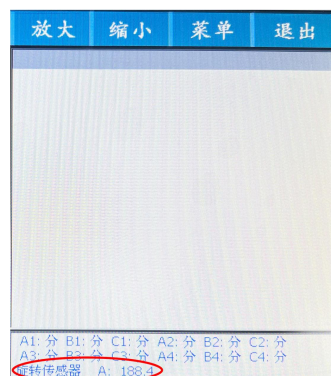 放大 缩小 菜单 退出
A1: 分 B1: 分 C1: 分 A2: 分 B2: 分 C2: 分
A3: 分 B3: 分 C3: 分 A4: 分 B4: 分 C4: 分
旋转传感器 A: 188.4